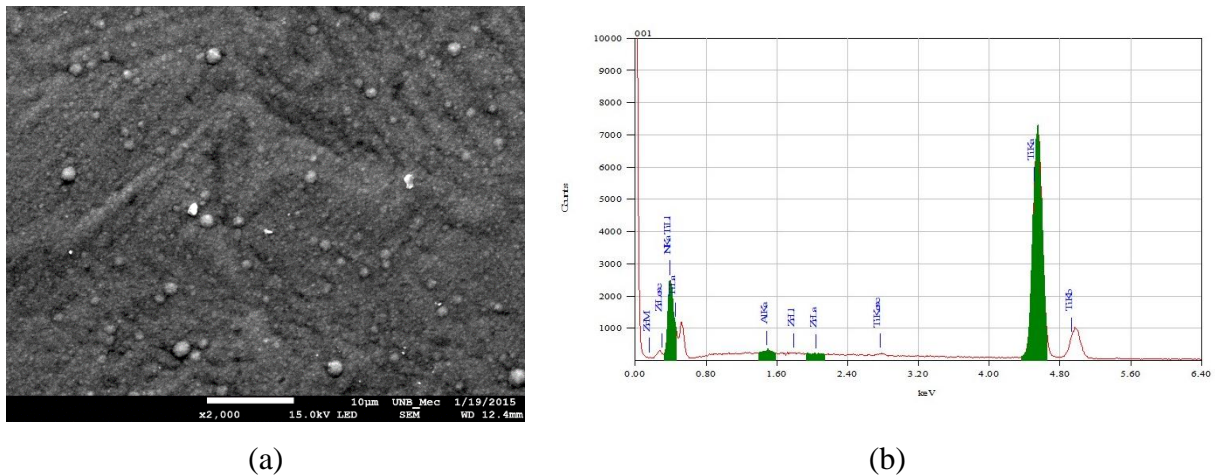 10µm UNB_Mec 1/19/2015
x2,000 15.0kV LED SEM WD 12.4mm
(a)
001
10000
9000
8000
7000
6000
5000
4000
3000
2000
1000
0
Counts
ZrM
NKa TiLl
TiLa
AlKa
ZrLl
ZrLa
TiKesc
TiKa
TiKb
0.00 0.80 1.60 2.40 3.20 4.00 4.80 5.60 6.40
keV
(b)